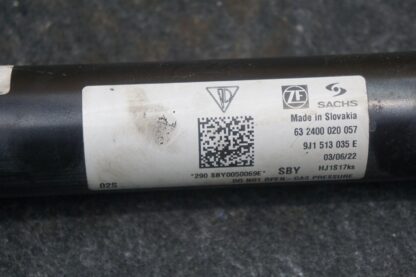 ZF SACHS
Made in Slovakia
63 2400 020 057
9J1 513 035 E
03/06/22
*290 SBY0050069E* SBY HJ1S17ks
02S DO NOT OPEN - GAS PRESSURE